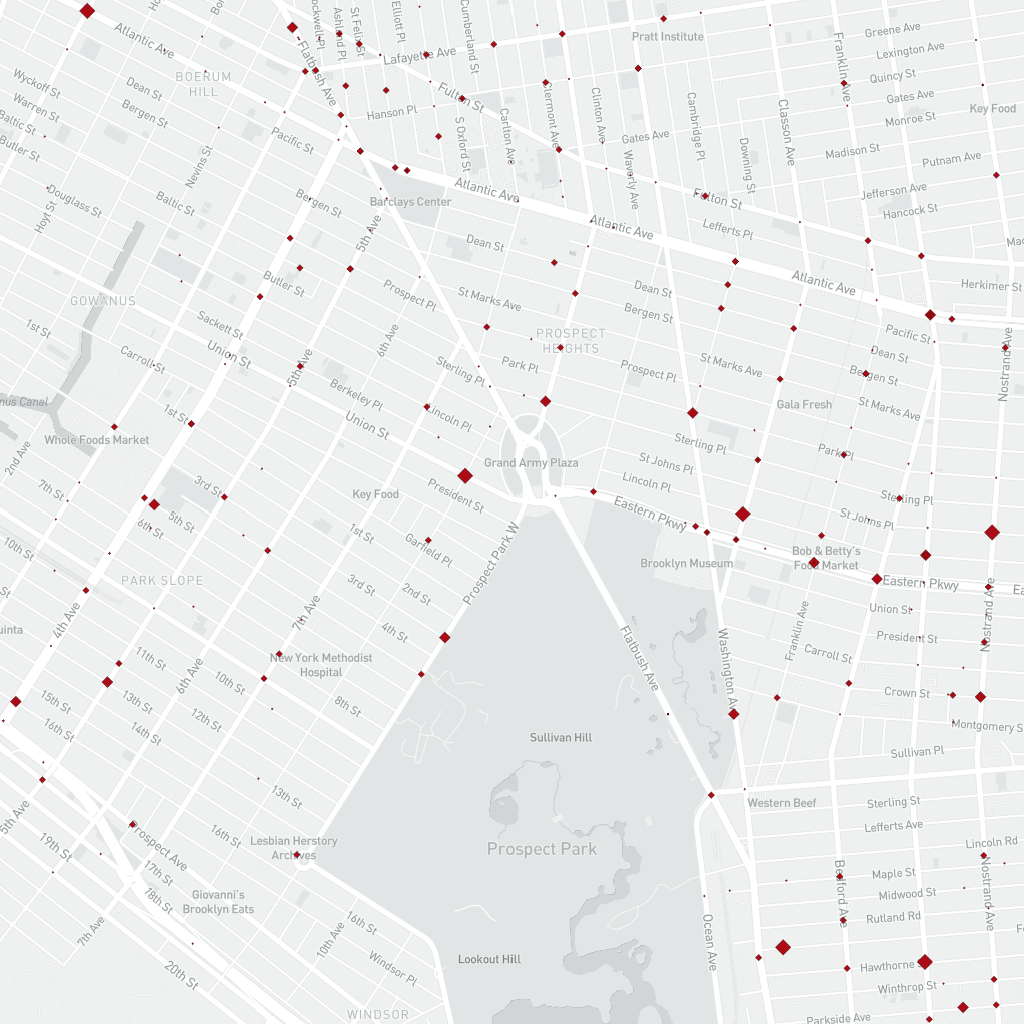 Rockwell Pl
Ashland Pl
St Felix St
Elliott Pl
Cumberland St
Pratt Institute
Franklin Ave
Greene Ave
Lexington Ave
Atlantic Ave
Flatbush Ave
Lafayette Ave
Quincy St
Gates Ave
Key Food
Monroe St
Wyckoff St
BOERUM
HILL
Dean St
Fulton St
Clermont Ave
Clinton Ave
Cambridge Pl
Classon Ave
Warren St
Bergen St
Hanson Pl
Baltic St
Pacific St
S Oxford St
Carlton Ave
Gates Ave
Waverly Ave
Downing St
Madison St
Putnam Ave
Butler St
Nevins St
Atlantic Ave
Jefferson Ave
Hancock St
Douglass St
Hoyt St
Baltic St
Bergen St
5th Ave
Barclays Center
Fulton St
Lefferts Pl
Atlantic Ave
Dean St
Butler St
Prospect Pl
St Marks Ave
Dean St
Bergen St
Atlantic Ave
Herkimer St
GOWANUS
Sackett St
6th Ave
PROSPECT
HEIGHTS
Pacific St
Dean St
Nostrand Ave
1st St
Union St
Carroll St
5th Ave
Sterling Pl
Park Pl
Prospect Pl
St Marks Ave
Bergen St
Berkeley Pl
Union St
Lincoln Pl
Gala Fresh
St Marks Ave
1st St
Whole Foods Market
2nd Ave
Grand Army Plaza
Sterling Pl
St Johns Pl
Park Pl
7th St
3rd St
Key Food
President St
Lincoln Pl
Sterling Pl
5th St
6th St
1st St
Garfield Pl
Prospect Park W
Eastern Pkwy
St Johns Pl
10th St
PARK SLOPE
3rd St
2nd St
Brooklyn Museum
Bob & Betty's
Food Market
Eastern Pkwy
4th Ave
7th Ave
4th St
Flatbush Ave
Washington Ave
Franklin Ave
Union St
President St
Nostrand Ave
11th St
6th Ave
10th St
New York Methodist
Hospital
Carroll St
15th St
13th St
12th St
8th St
Crown St
16th St
14th St
Sullivan Hill
Montgomery S
Sullivan Pl
5th Ave
13th St
Western Beef
Sterling St
Lefferts Ave
19th St
Prospect Ave
16th St
Lesbian Herstory
Archives
Prospect Park
Lincoln Rd
17th St
18th St
Giovanni's
Brooklyn Eats
Maple St
Midwood St
Bedford Ave
Rutland Rd
Nostrand Ave
7th Ave
20th St
10th Ave
16th St
Windsor Pl
Lookout Hill
Ocean Ave
Hawthorne St
Winthrop St
WINDSOR
Parkside Ave